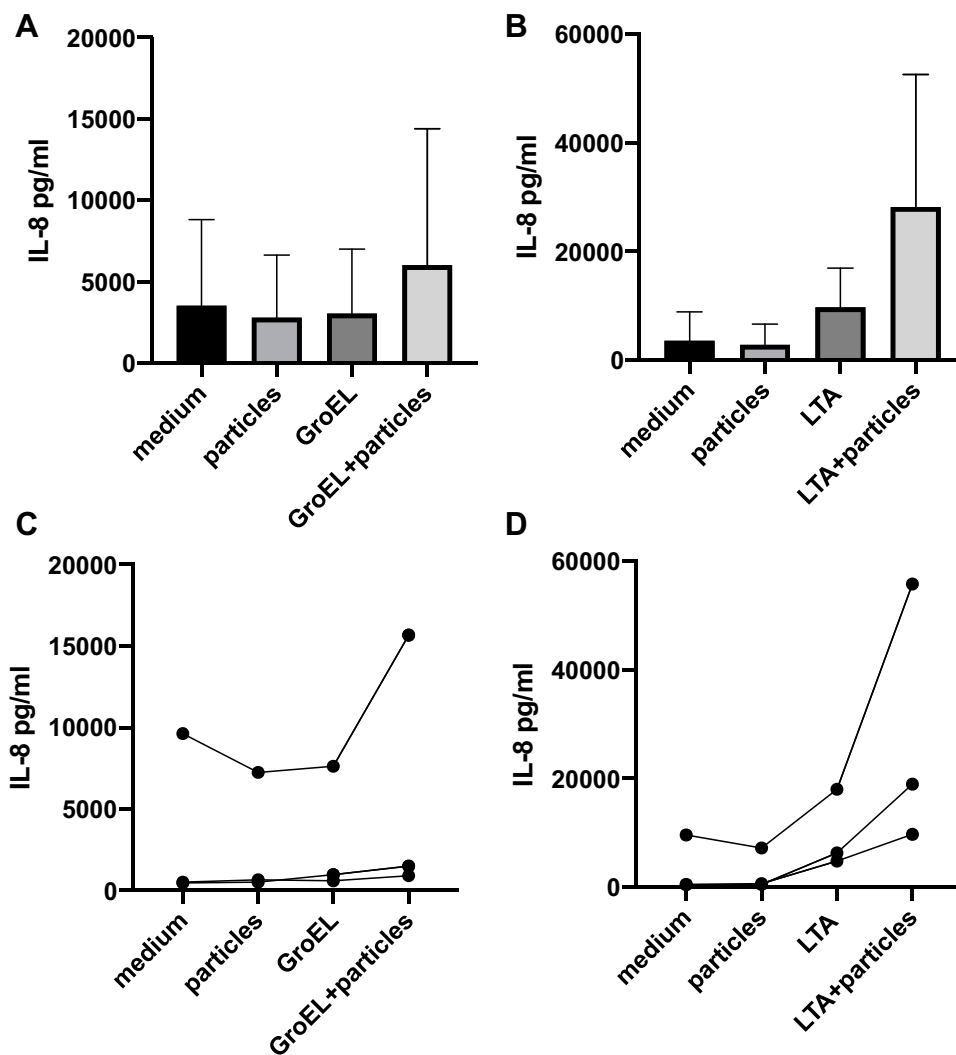 A
IL-8 pg/ml
20000
15000
10000
5000
0
medium
particles
GroEL
GroEL+particles
B
IL-8 pg/ml
60000
40000
20000
0
medium
particles
LTA
LTA+particles
C
IL-8 pg/ml
20000
15000
10000
5000
0
medium
particles
GroEL
GroEL+particles
D
IL-8 pg/ml
60000
40000
20000
0
medium
particles
LTA
LTA+particles